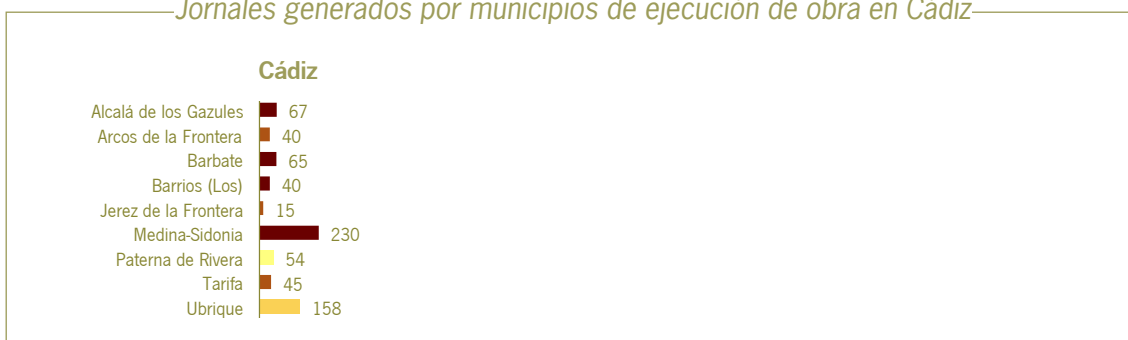 Jornales generados por municipios de ejecución de obra en Cádiz
Cádiz
Alcalá de los Gazules 67
Arcos de la Frontera 40
Barbate 65
Barrios (Los) 40
Jerez de la Frontera 15
Medina-Sidonia 230
Paterna de Rivera 54
Tarifa 45
Ubrique 158